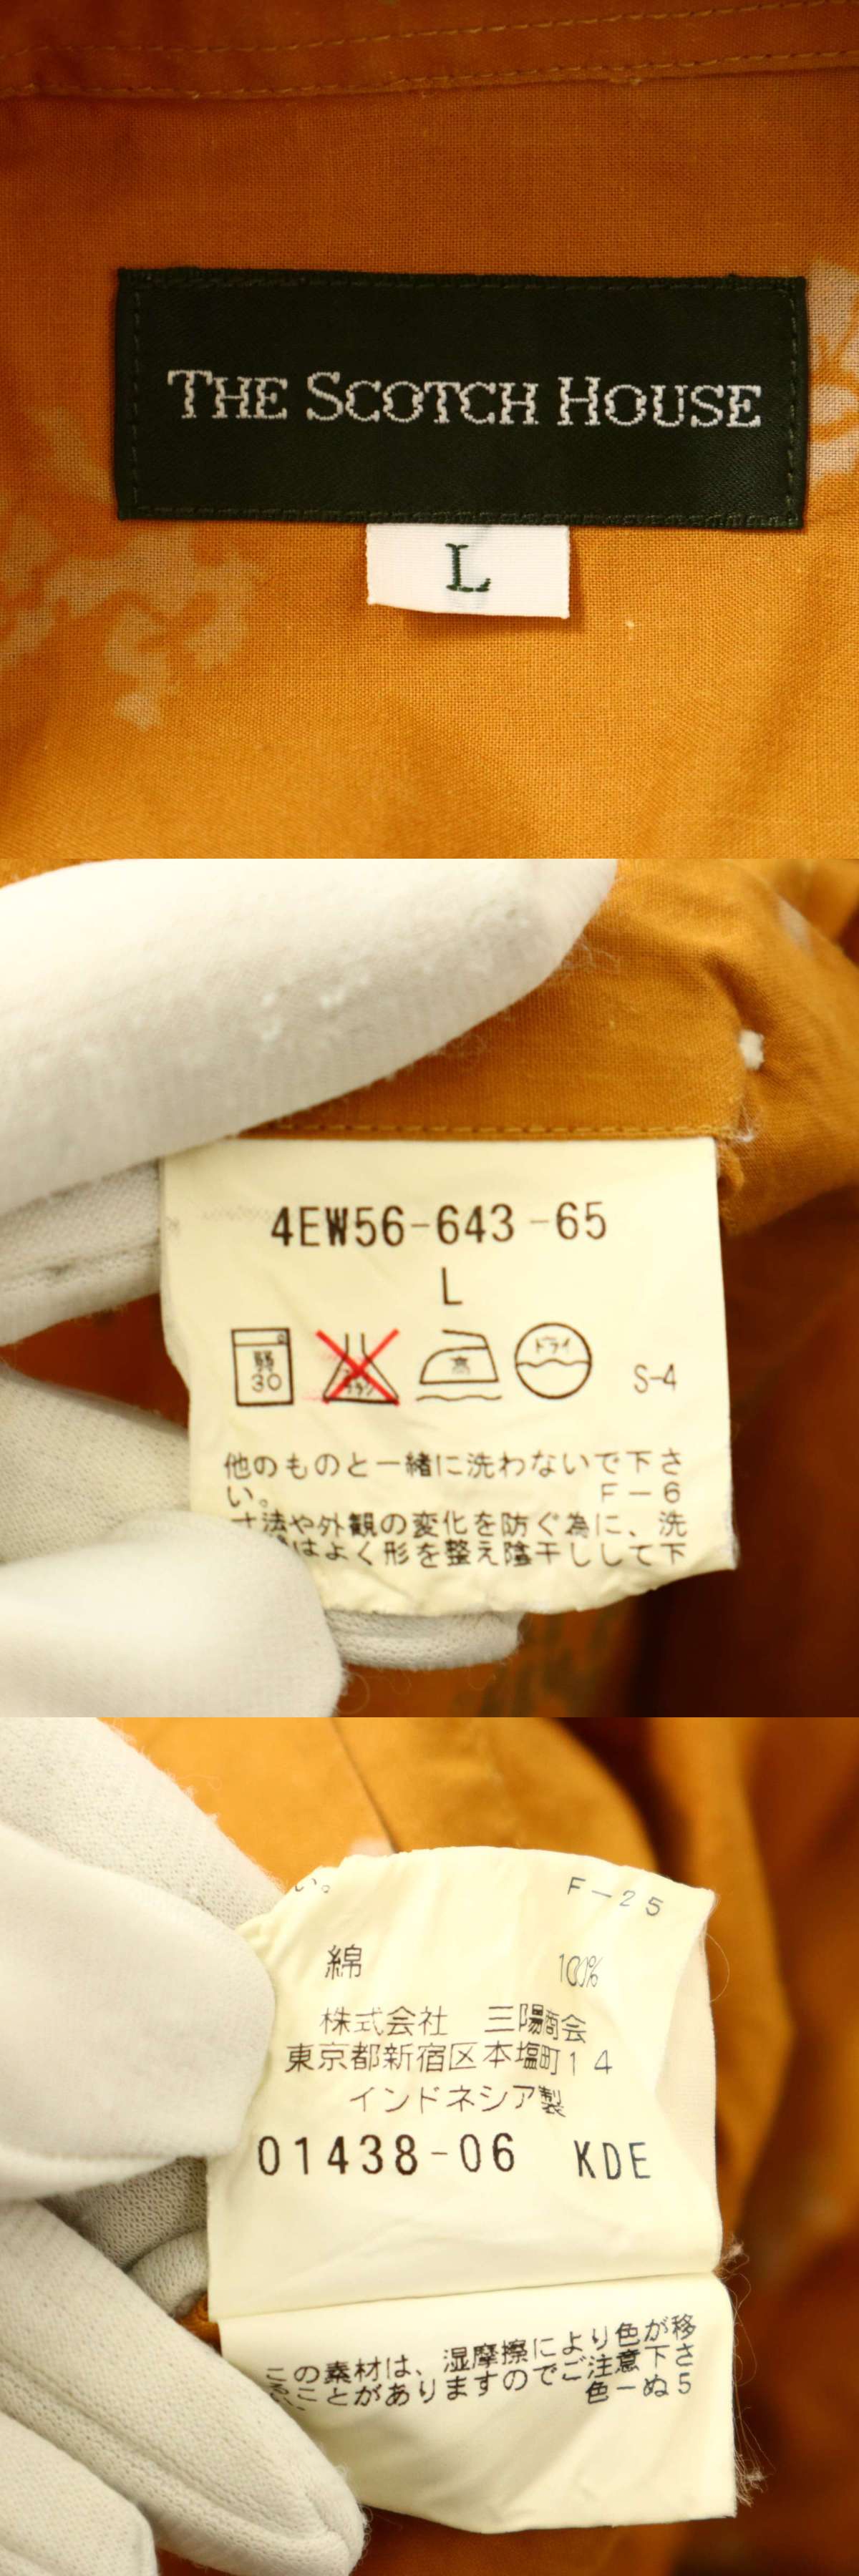 THE SCOTCH HOUSE
L
4EW56-643-65
L
弱
30
高
ドライ
S-4
他のものと一緒に洗わないで下さ
い。 F-6
寸法や外観の変化を防ぐ為に、洗
はよく形を整え陰干しして下
い。 F-25
綿 100%
株式会社 三陽商会
東京都新宿区本塩町14
インドネシア製
01438-06 KDE
この素材は、湿摩擦により色が移
ることがありますのでご注意下さ
色-ぬ5